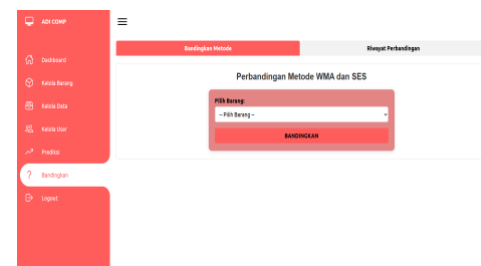 ADI COMP
Bandingkan Metode
Riwayat Perbandingan
Dashboard
Kelola Barang
Kelola Data
Kelola User
Prediksi
Bandingkan
Logout
Perbandingan Metode WMA dan SES
Pilih Barang:
-- Pilih Barang --
BANDINGKAN